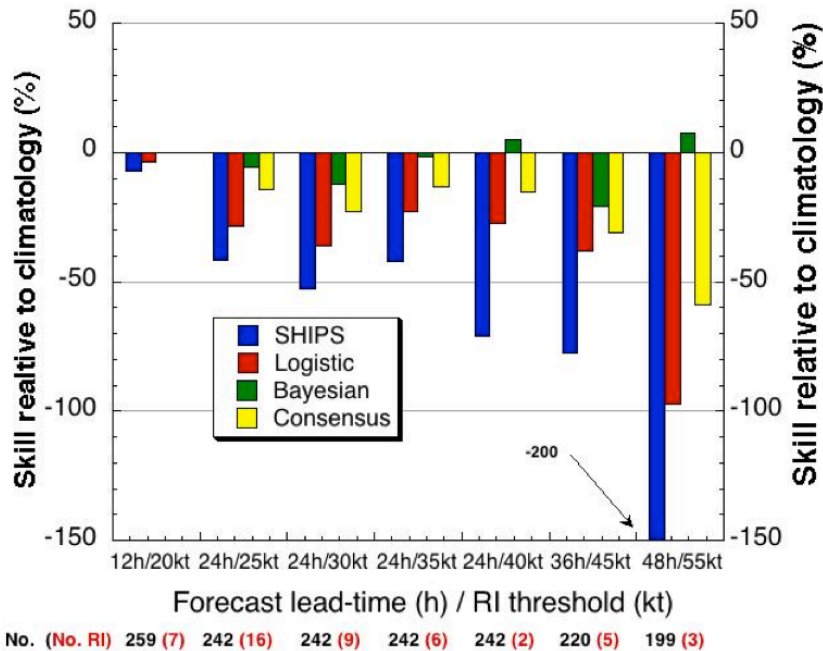 50
0
-50
-100
-150
Skill realtive to climatology (%)
50
0
-50
-100
-150
Skill relative to climatology (%)
SHIPS
Logistic
Bayesian
Consensus
-200
12h/20kt 24h/25kt 24h/30kt 24h/35kt 24h/40kt 36h/45kt 48h/55kt
Forecast lead-time (h) / RI threshold (kt)
No. (No. RI) 259 (7) 242 (16) 242 (9) 242 (6) 242 (2) 220 (5) 199 (3)